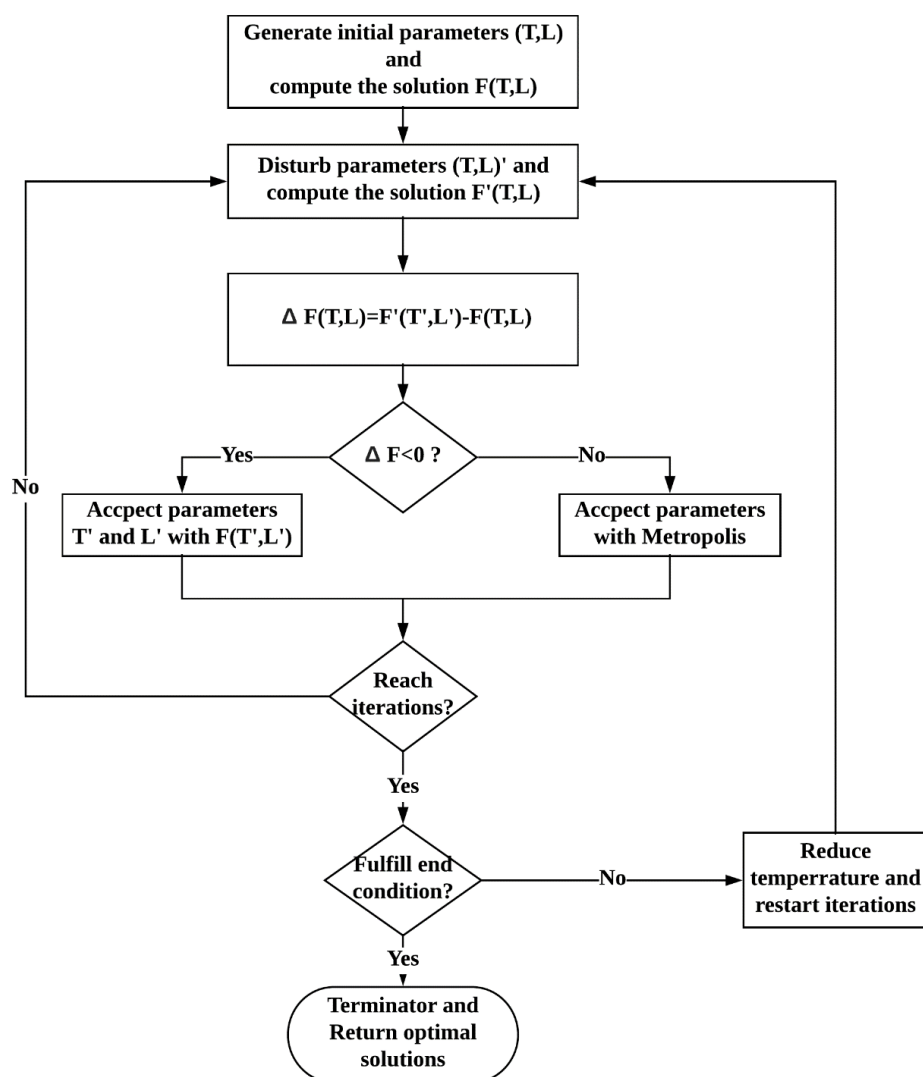 Generate initial parameters (T,L)
and
compute the solution F(T,L)
Disturb parameters (T,L)' and
compute the solution F'(T,L)
Δ F(T,L)=F'(T',L')-F(T,L)
Δ F<0 ?
Yes
No
No
Accpect parameters
T' and L' with F(T',L')
Accpect parameters
with Metropolis
Reach
iterations?
Yes
Fulfill end
condition?
No
Reduce
temperrature and
restart iterations
Yes
Terminator and
Return optimal
solutions